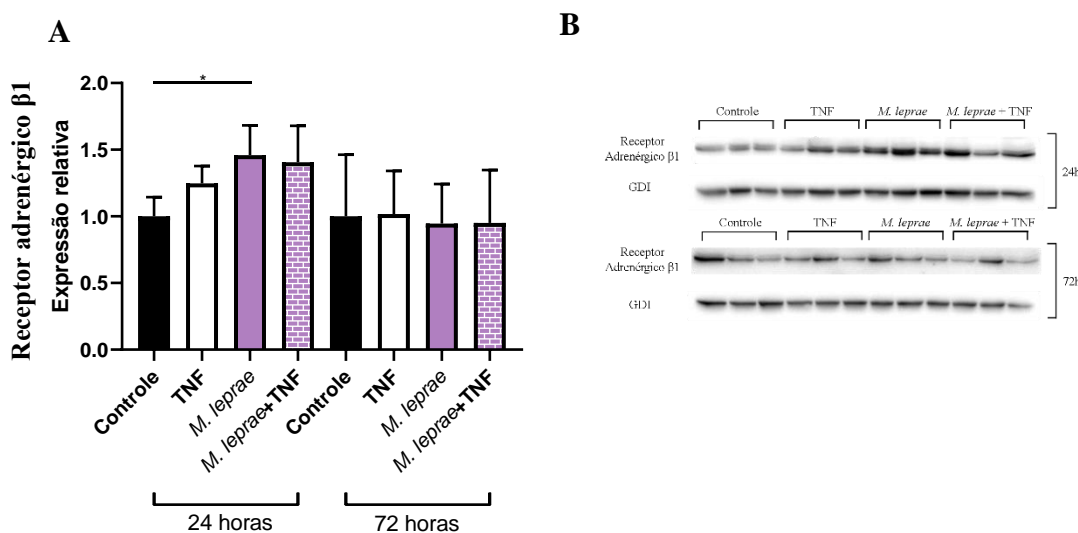 A
Receptor adrenérgico β1
Expressão relativa
2.0
1.5
1.0
0.5
0.0
*
Controle
TNF
M. leprae
M. leprae+TNF
Controle
TNF
M. leprae
M. leprae+TNF
24 horas
72 horas
B
Controle
TNF
M. leprae
M. leprae + TNF
Receptor
Adrenérgico β1
GDI
24h
Controle
TNF
M. leprae
M. leprae + TNF
Receptor
Adrenérgico β1
GDI
72h